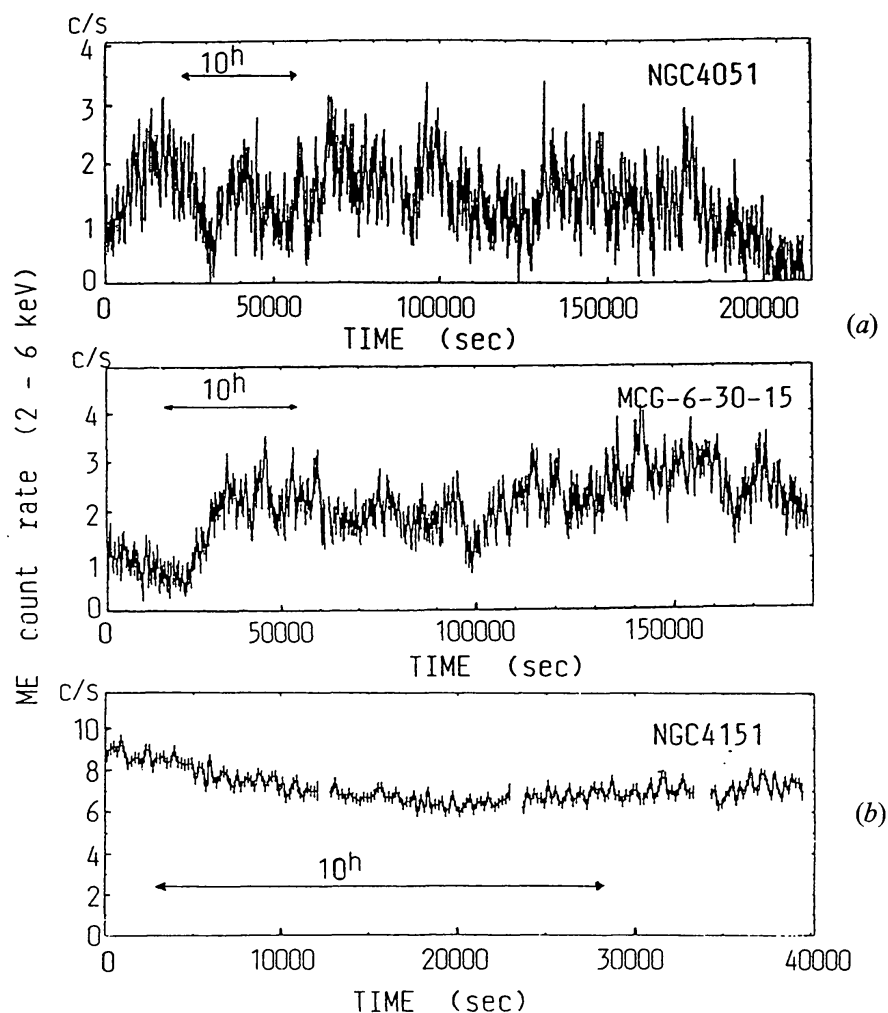 c/s
4
3
2
1
0
10h
NGC4051
0 50000 100000 150000 200000
TIME (sec)
(a)
ME count rate (2 - 6 keV)
c/s
4
3
2
1
0
10h
MCG-6-30-15
0 50000 100000 150000
TIME (sec)
c/s
10
8
6
4
2
0
NGC4151
10h
(b)
0 10000 20000 30000 40000
TIME (sec)